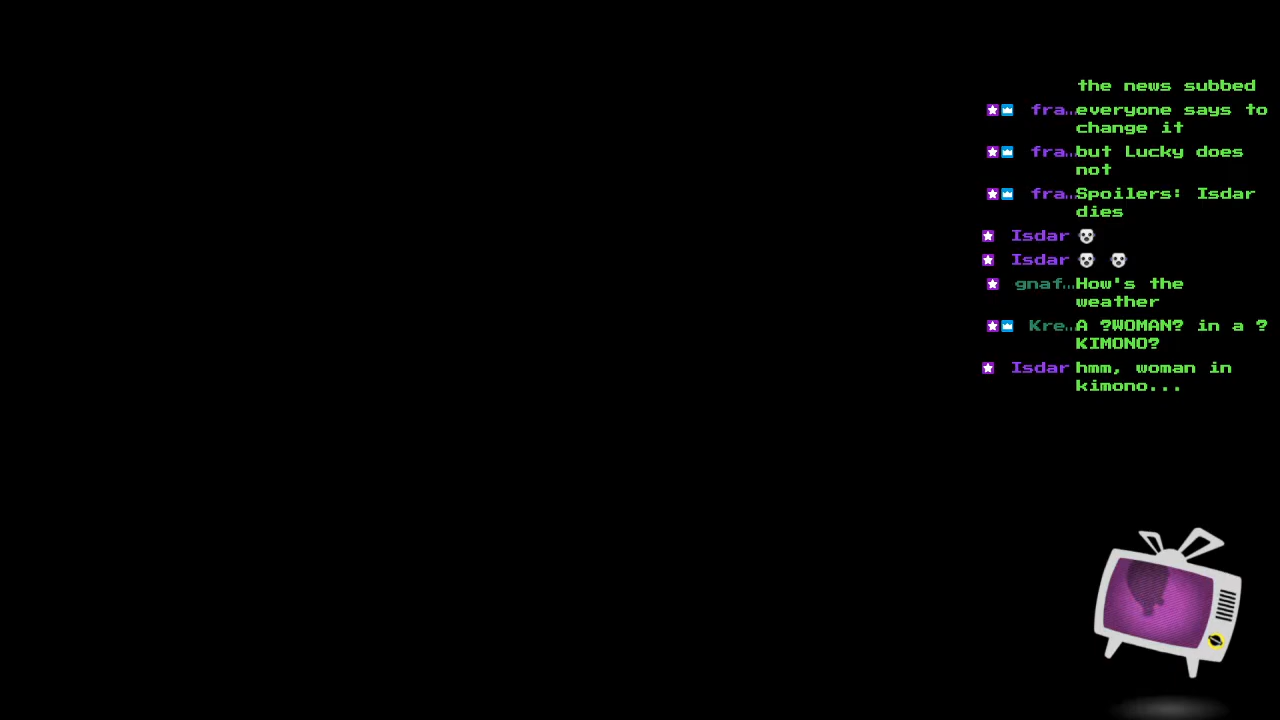 the news subbed
fra… everyone says to
change it
fra… but Lucky does
not
fra… Spoilers: Isdar
dies
Isdar
Isdar
gnaf… How's the
weather
Kre… A ?WOMAN? in a ?
KIMONO?
Isdar hmm, woman in
kimono...